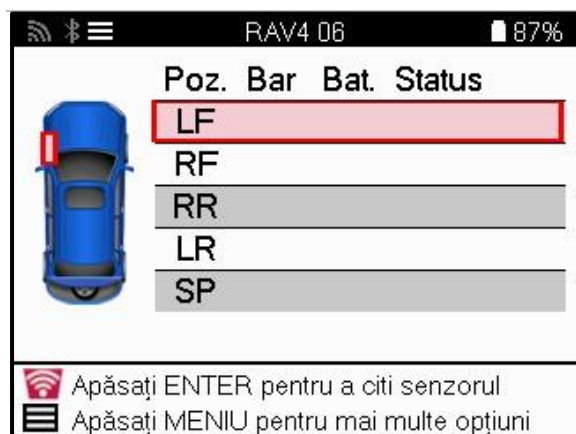 RAV4 06 87%
Poz. Bar Bat. Status
LF
RF
RR
LR
SP
Apăsați ENTER pentru a citi senzorul
Apăsați MENIU pentru mai multe opțiuni